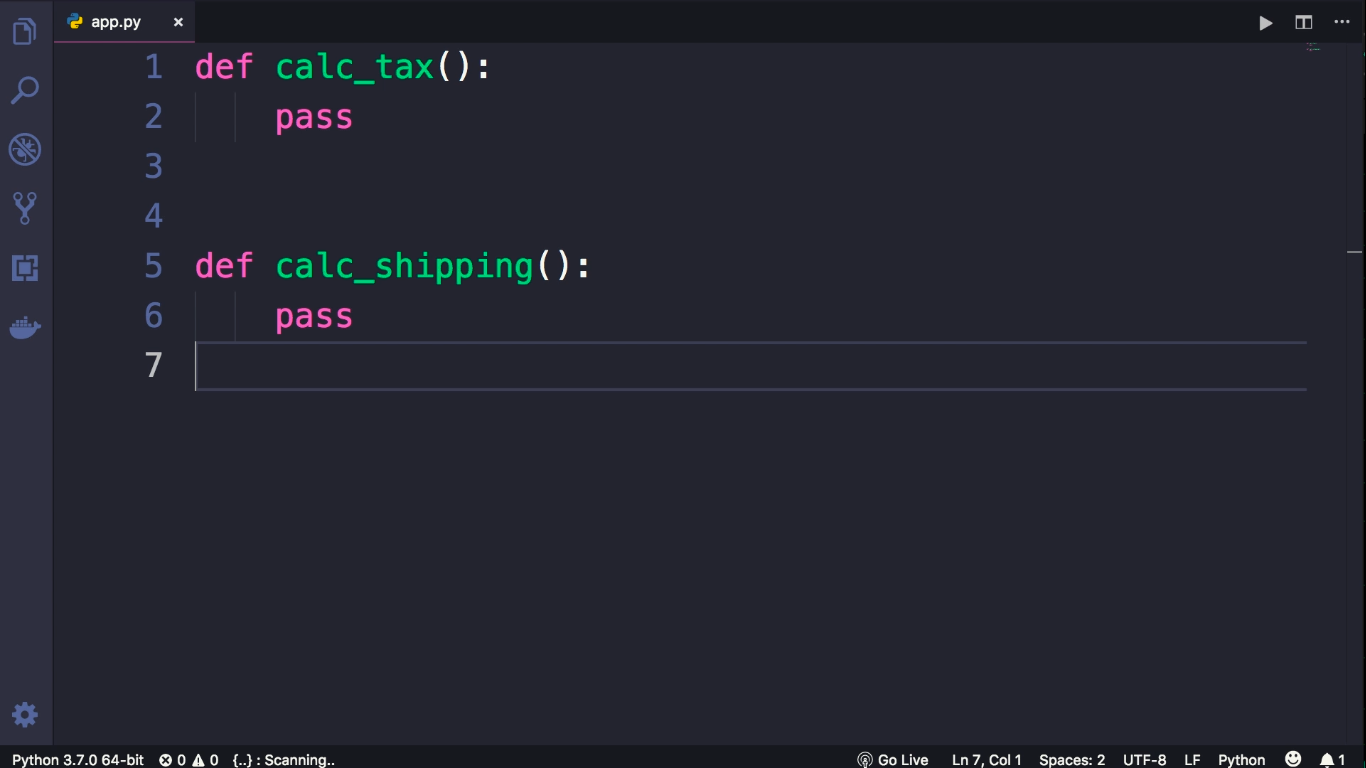 app.py ×
1 def calc_tax():
2     pass
3
4
5 def calc_shipping():
6     pass
7
Python 3.7.0 64-bit 0 0 {..} : Scanning.. Go Live Ln 7, Col 1 Spaces: 2 UTF-8 LF Python 1